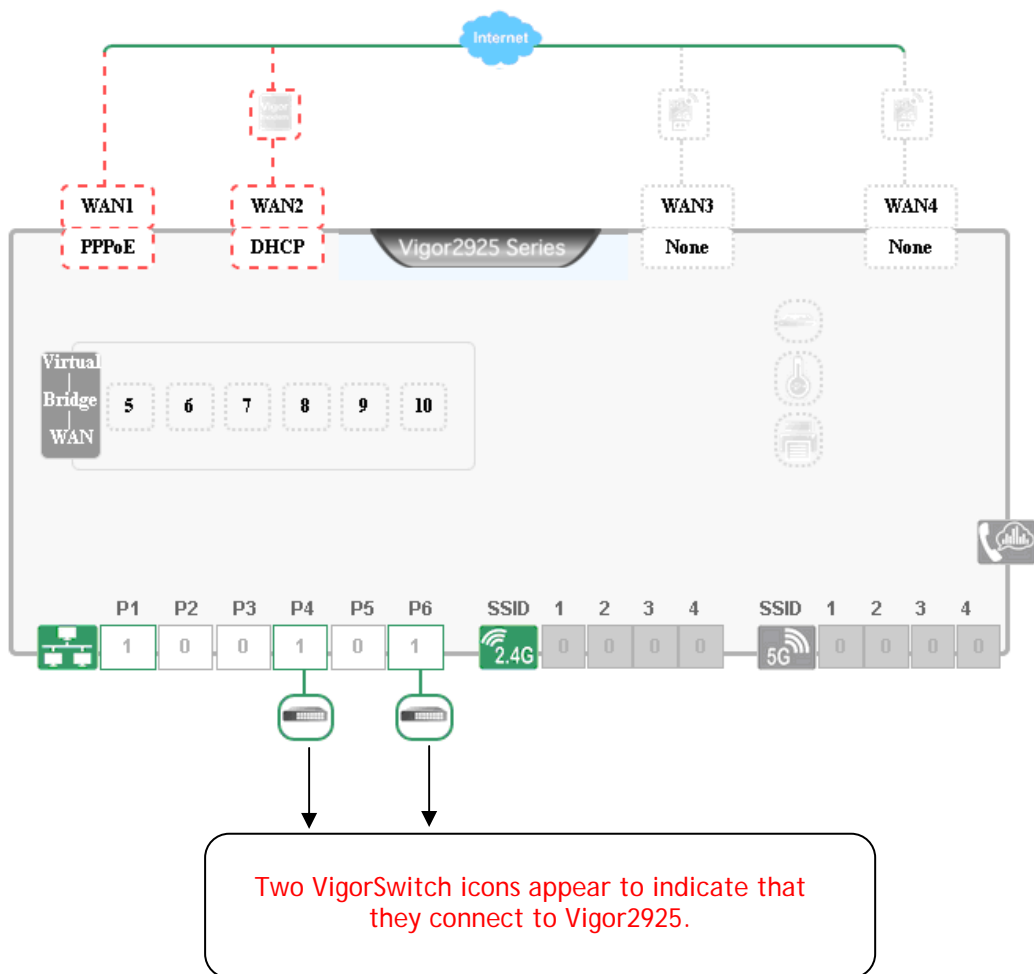 Internet
Vigor
WAN1 WAN2 WAN3 WAN4
PPPoE DHCP Vigor2925 Series None None
Virtual
Bridge
WAN
5 6 7 8 9 10
P1 P2 P3 P4 P5 P6 SSID 1 2 3 4 SSID 1 2 3 4
1 0 0 1 0 1 2.4G 0 0 0 0 5G 0 0 0 0
Two VigorSwitch icons appear to indicate that
they connect to Vigor2925.